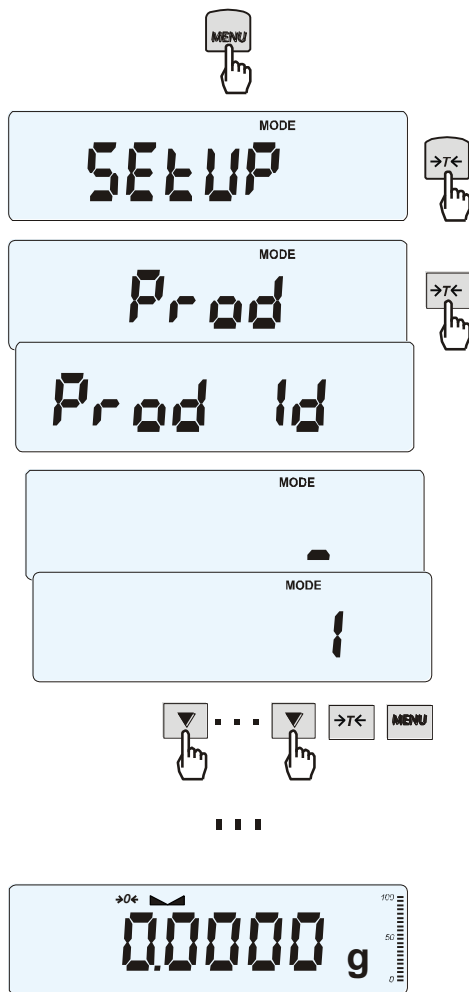 MENU
MODE
SEtUP
→T←
MODE
Prod
→T←
Prod Id
MODE
-
MODE
1
▼ . . . ▼ →T← MENU
. . .
→0←
100
50
0
0.0000 g